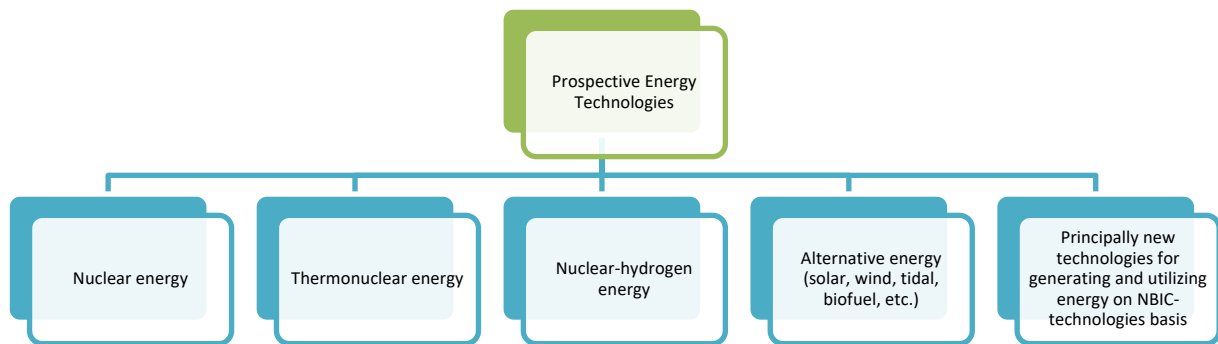 Prospective Energy
Technologies
Nuclear energy
Thermonuclear energy
Nuclear-hydrogen
energy
Alternative energy
(solar, wind, tidal,
biofuel, etc.)
Principally new
technologies for
generating and utilizing
energy on NBIC-
technologies basis